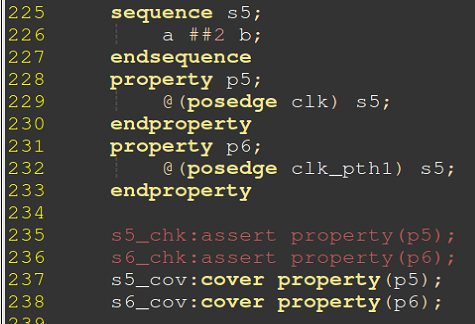 225 sequence s5;
226 a ##2 b;
227 endsequence
228 property p5;
229 @(posedge clk) s5;
230 endproperty
231 property p6;
232 @(posedge clk_pth1) s5;
233 endproperty
234
235 s5_chk:assert property(p5);
236 s6_chk:assert property(p6);
237 s5_cov:cover property(p5);
238 s6_cov:cover property(p6);
239